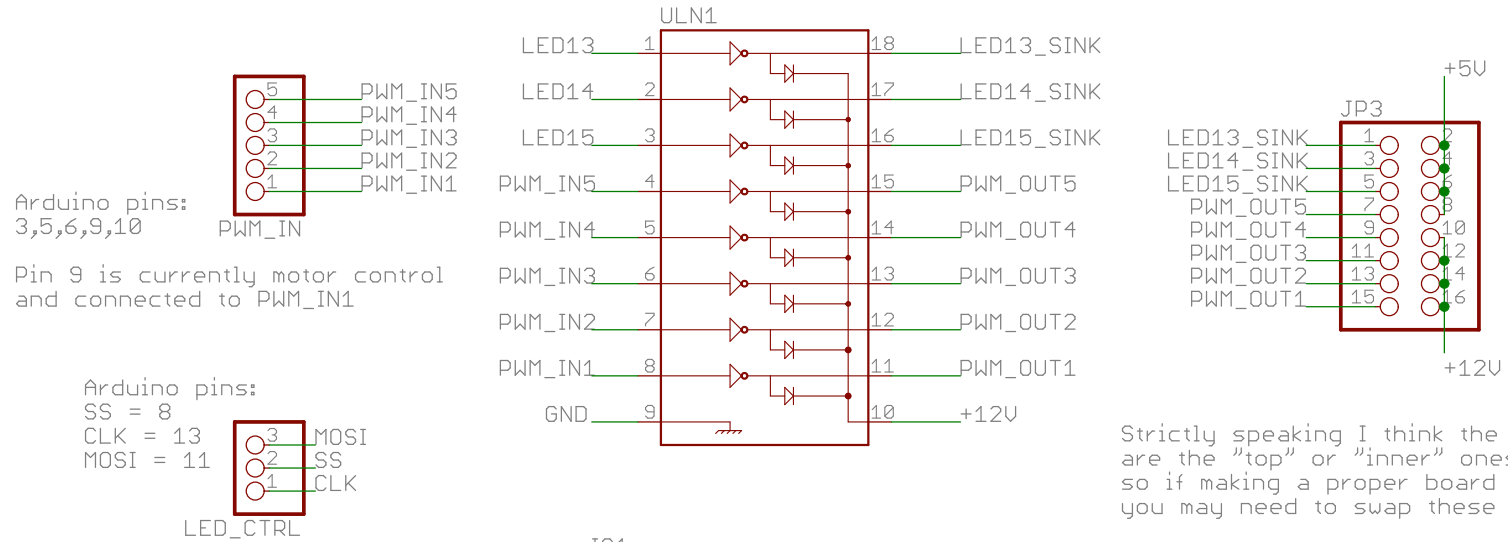 ULN1
LED13 1 18 LED13_SINK
LED14 2 17 LED14_SINK
LED15 3 16 LED15_SINK
PWM_IN5 4 15 PWM_OUT5
PWM_IN4 5 14 PWM_OUT4
PWM_IN3 6 13 PWM_OUT3
PWM_IN2 7 12 PWM_OUT2
PWM_IN1 8 11 PWM_OUT1
GND 9 10 +12V
5 PWM_IN5
4 PWM_IN4
3 PWM_IN3
2 PWM_IN2
1 PWM_IN1
PWM_IN
Arduino pins:
3,5,6,9,10
Pin 9 is currently motor control
and connected to PWM_IN1
Arduino pins:
SS = 8
CLK = 13
MOSI = 11
3 MOSI
2 SS
1 CLK
LED_CTRL
+5V
JP3
LED13_SINK 1 2
LED14_SINK 3 4
LED15_SINK 5 6
PWM_OUT5 7 8
PWM_OUT4 9 10
PWM_OUT3 11 12
PWM_OUT2 13 14
PWM_OUT1 15 16
+12V
Strictly speaking I think the
are the "top" or "inner" ones
so if making a proper board
you may need to swap these